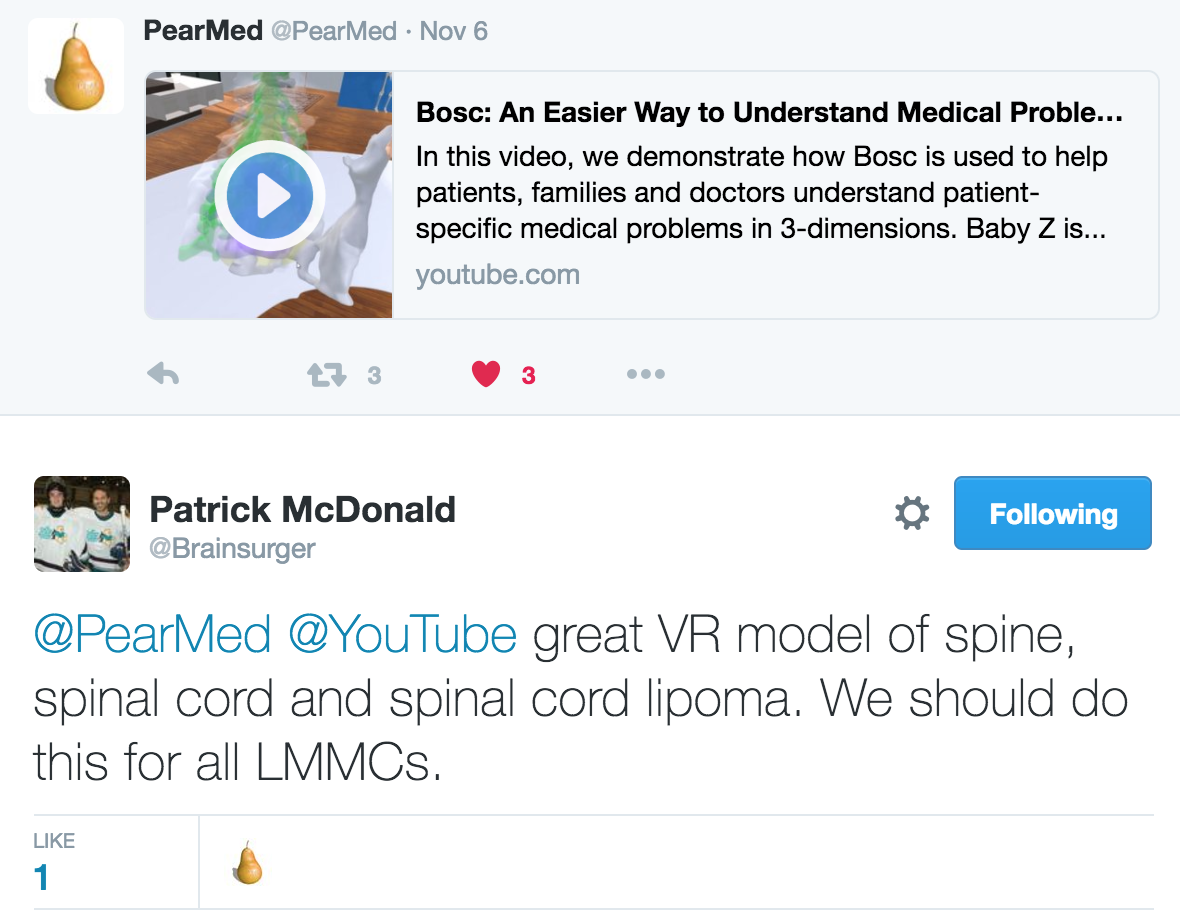 PearMed @PearMed · Nov 6
Bosc: An Easier Way to Understand Medical Proble...
In this video, we demonstrate how Bosc is used to help
patients, families and doctors understand patient-
specific medical problems in 3-dimensions. Baby Z is...
youtube.com
3
3
Patrick McDonald
@Brainsurger
Following
@PearMed @YouTube great VR model of spine,
spinal cord and spinal cord lipoma. We should do
this for all LMMCs.
LIKE
1